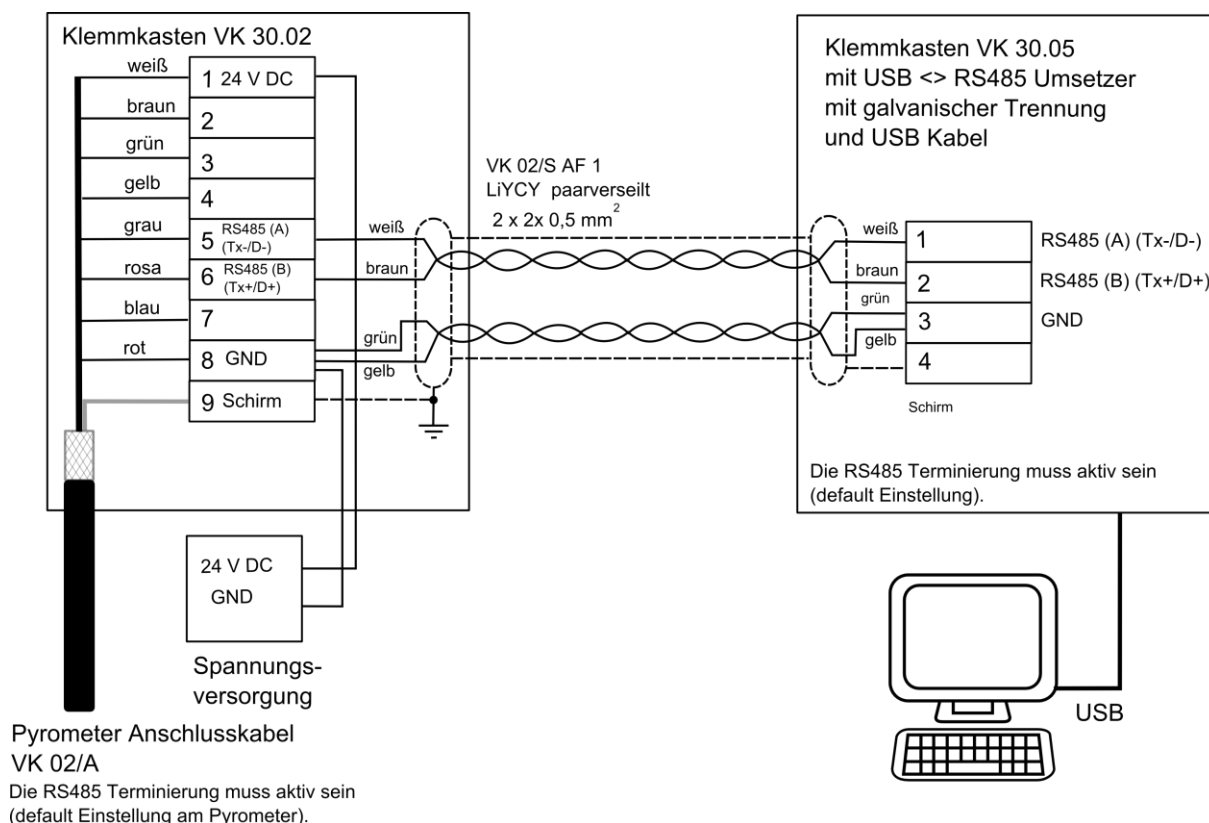 Klemmkasten VK 30.02
weiß
1 24 V DC
braun
2
grün
3
gelb
4
grau
5 RS485 (A)
(Tx-/D-)
rosa
6 RS485 (B)
(Tx+/D+)
blau
7
rot
8 GND
9 Schirm
weiß
braun
grün
gelb
VK 02/S AF 1
LiYCY paarverseilt
2 x 2x 0,5 mm²
Klemmkasten VK 30.05
mit USB <> RS485 Umsetzer
mit galvanischer Trennung
und USB Kabel
weiß
1 RS485 (A) (Tx-/D-)
braun
2 RS485 (B) (Tx+/D+)
grün
3 GND
gelb
4
Schirm
Die RS485 Terminierung muss aktiv sein
(default Einstellung).
24 V DC
GND
Spannungs-
versorgung
USB
Pyrometer Anschlusskabel
VK 02/A
Die RS485 Terminierung muss aktiv sein
(default Einstellung am Pyrometer).